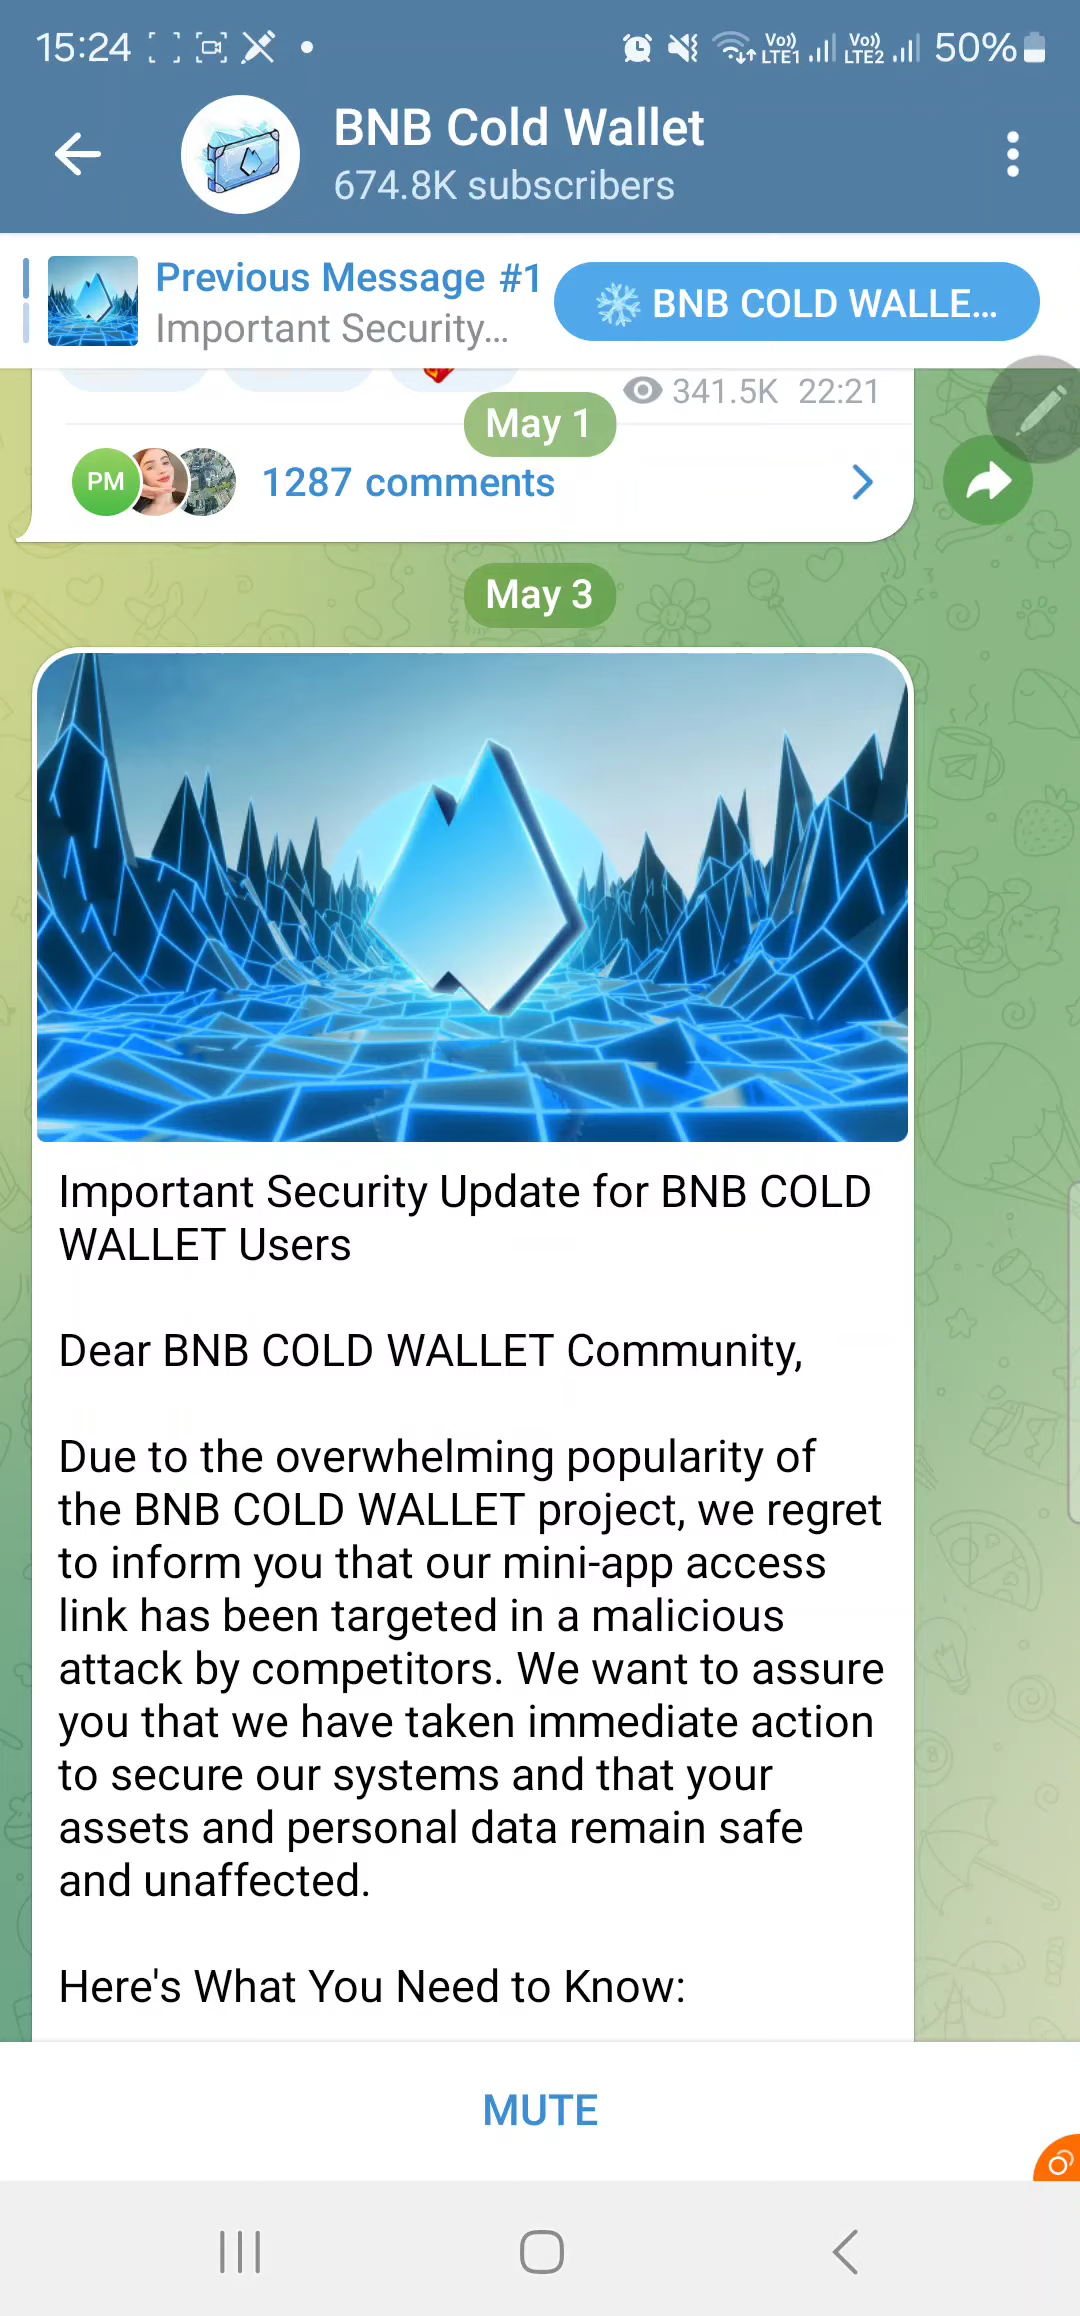 15:24
Vo)) LTE1 Vo)) LTE2 50%
BNB Cold Wallet
674.8K subscribers
Previous Message #1
Important Security...
BNB COLD WALLE...
341.5K 22:21
May 1
PM
1287 comments
May 3
Important Security Update for BNB COLD
WALLET Users
Dear BNB COLD WALLET Community,
Due to the overwhelming popularity of
the BNB COLD WALLET project, we regret
to inform you that our mini-app access
link has been targeted in a malicious
attack by competitors. We want to assure
you that we have taken immediate action
to secure our systems and that your
assets and personal data remain safe
and unaffected.
Here's What You Need to Know:
MUTE